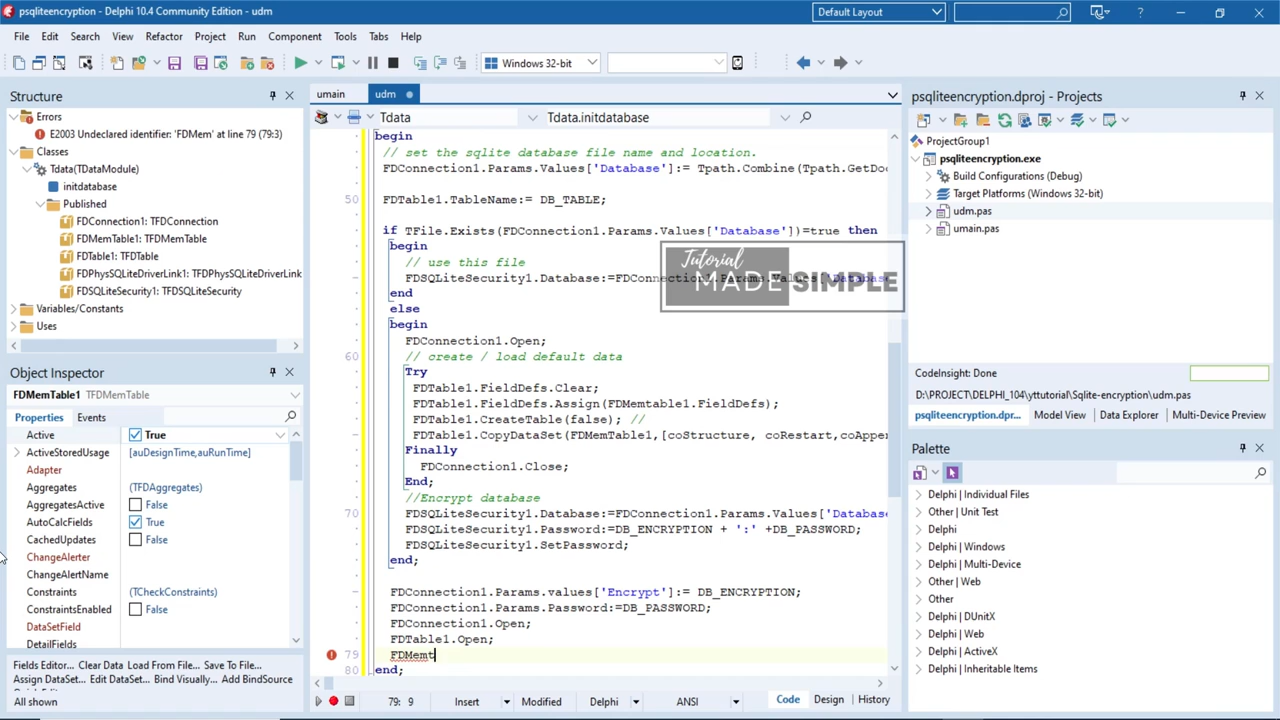 psqliteencryption - Delphi 10.4 Community Edition - udm
Default Layout
File Edit Search View Refactor Project Run Component Tools Tabs Help
Windows 32-bit
Structure
Errors
E2003 Undeclared identifier: 'FDMem' at line 79 (79:3)
Classes
Tdata(TDataModule)
initdatabase
Published
FDConnection1: TFDConnection
FDMemTable1: TFDMemTable
FDTable1: TFDTable
FDPhysSQLiteDriverLink1: TFDPhysSQLiteDriverLink
FDSQLiteSecurity1: TFDSQLiteSecurity
Variables/Constants
Uses
Object Inspector
FDMemTable1 TFDMemTable
Properties Events
Active True
ActiveStoredUsage [auDesignTime,auRunTime]
Adapter
Aggregates (TFDAggregates)
AggregatesActive False
AutoCalcFields True
CachedUpdates False
ChangeAlerter
ChangeAlertName
Constraints (TCheckConstraints)
ConstraintsEnabled False
DataSetField
DetailFields
Fields Editor... Clear Data Load From File... Save To File...
Assign DataSet... Edit DataSet... Bind Visually... Add BindSource
All shown
umain udm
Tdata Tdata.initdatabase
begin
// set the sqlite database file name and location.
FDConnection1.Params.Values['Database']:= Tpath.Combine(Tpath.GetDoc
50 FDTable1.TableName:= DB_TABLE;
if TFile.Exists(FDConnection1.Params.Values['Database'])=true then
begin
// use this file
FDSQLiteSecurity1.Database:=FDConnection1.Params.Values['Database
end
else
begin
FDConnection1.Open;
60 // create / load default data
Try
FDTable1.FieldDefs.Clear;
FDTable1.FieldDefs.Assign(FDMemtable1.FieldDefs);
FDTable1.CreateTable(false); //
FDTable1.CopyDataSet(FDMemTable1,[coStructure, coRestart,coAppen
Finally
FDConnection1.Close;
End;
//Encrypt database
70 FDSQLiteSecurity1.Database:=FDConnection1.Params.Values['Database
FDSQLiteSecurity1.Password:=DB_ENCRYPTION + ':' +DB_PASSWORD;
FDSQLiteSecurity1.SetPassword;
end;
FDConnection1.Params.values['Encrypt']:= DB_ENCRYPTION;
FDConnection1.Params.Password:=DB_PASSWORD;
FDConnection1.Open;
FDTable1.Open;
79 FDMemt
80 end;
79: 9 Insert Modified Delphi ANSI Code Design History
Tutorial
MADE SIMPLE
psqliteencryption.dproj - Projects
ProjectGroup1
psqliteencryption.exe
Build Configurations (Debug)
Target Platforms (Windows 32-bit)
udm.pas
umain.pas
CodeInsight: Done
D:\PROJECT\DELPHI_104\yttutorial\Sqlite-encryption\udm.pas
psqliteencryption.dpr... Model View Data Explorer Multi-Device Preview
Palette
Delphi | Individual Files
Other | Unit Test
Delphi
Delphi | Windows
Delphi | Multi-Device
Other | Web
Other
Delphi | DUnitX
Delphi | Web
Delphi | ActiveX
Delphi | Inheritable Items